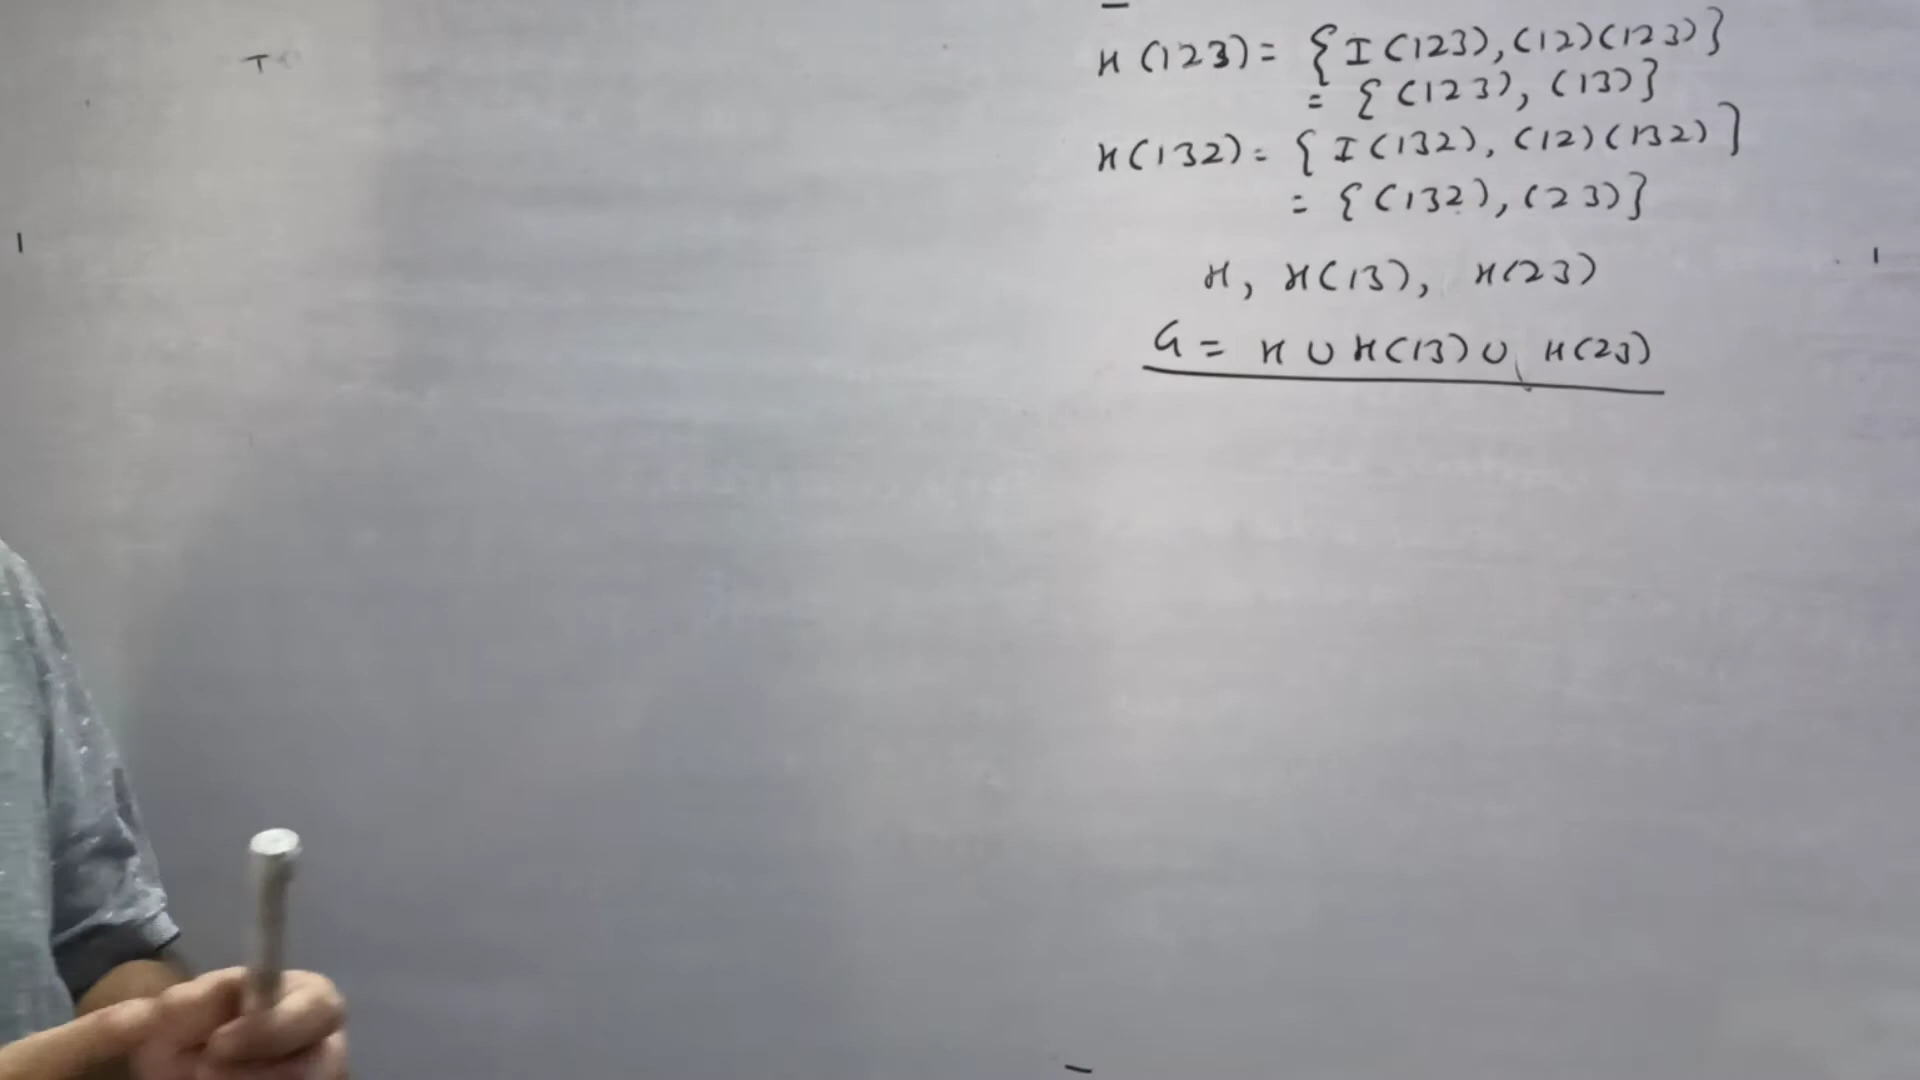 T
H(123) = {I(123), (12)(123)}
= {(123), (13)}
H(132) = {I(132), (12)(132)}
= {(132), (23)}
H, H(13), H(23)
G = H ∪ H(13) ∪ H(23)